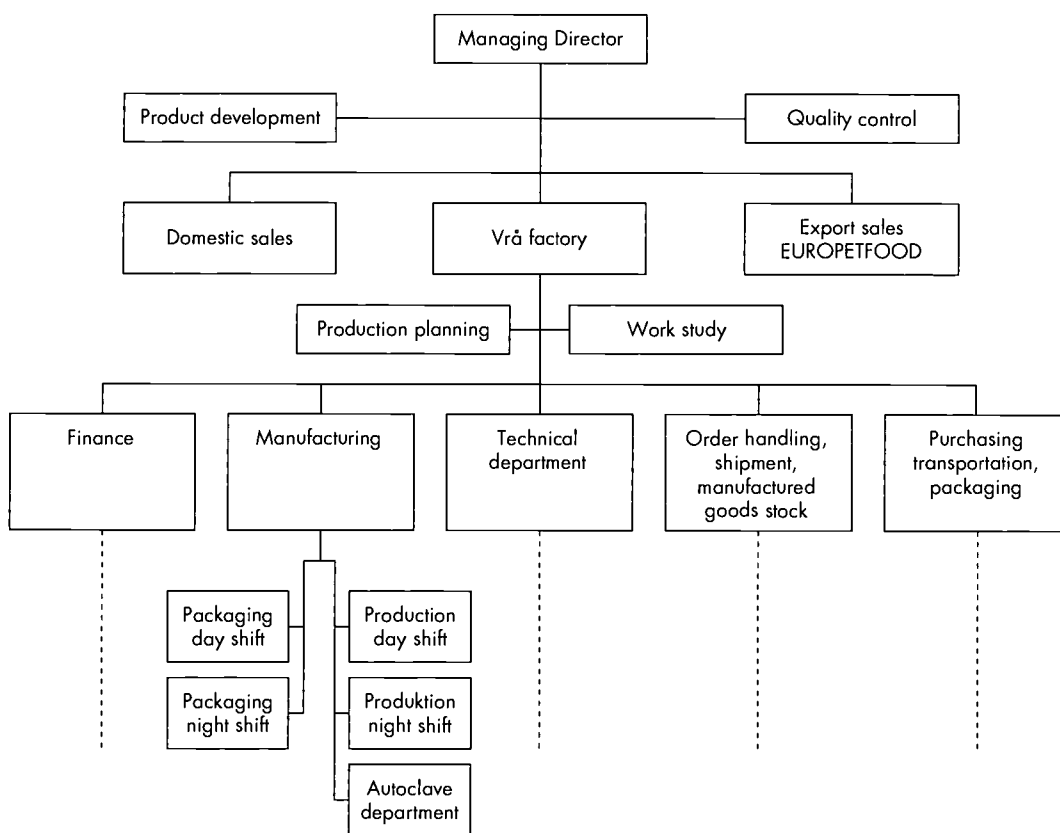 Managing Director
Product development
Quality control
Domestic sales
Vrå factory
Export sales
EUROPETFOOD
Production planning
Work study
Finance
Manufacturing
Technical
department
Order handling,
shipment,
manufactured
goods stock
Purchasing
transportation,
packaging
Packaging
day shift
Production
day shift
Packaging
night shift
Produktion
night shift
Autoclave
department